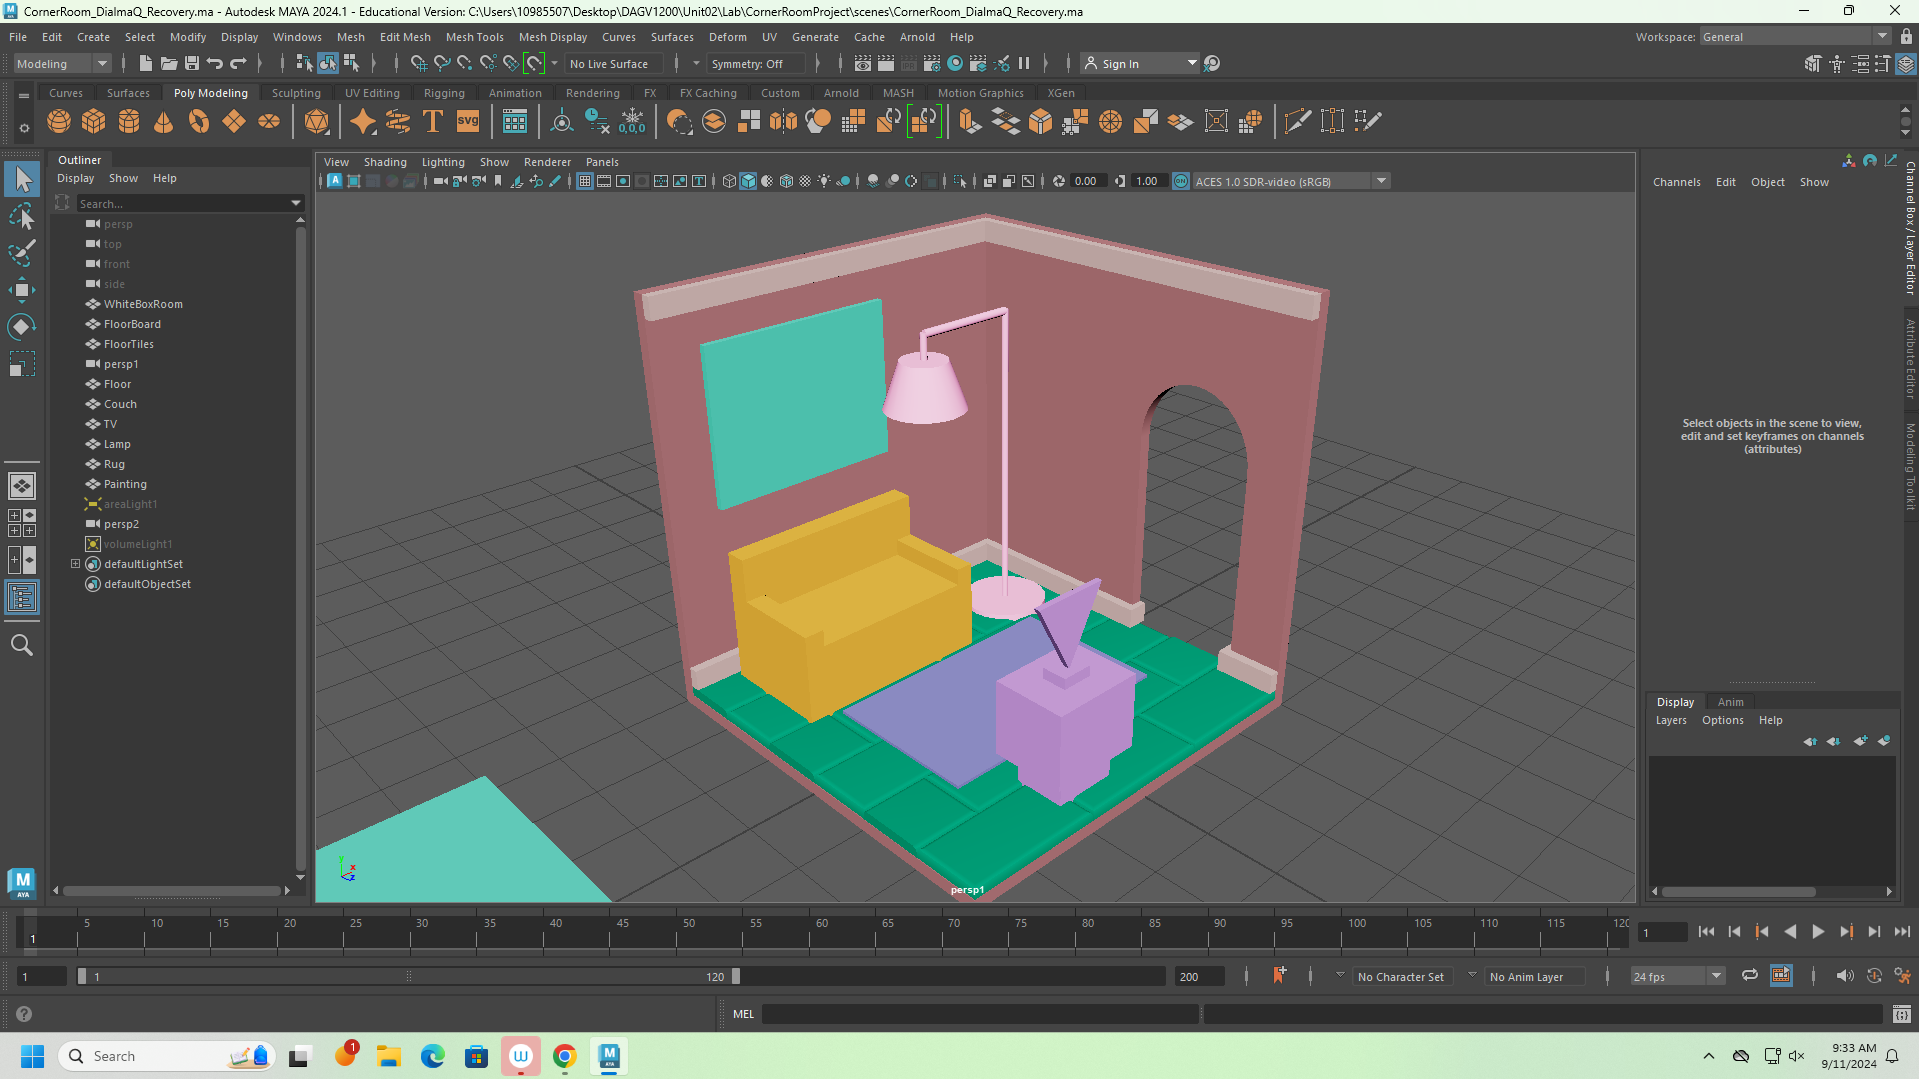 CornerRoom_DialmaQ_Recovery.ma - Autodesk MAYA 2024.1 - Educational Version: C:\Users\10985507\Desktop\DAGV1200\Unit02\Lab\CornerRoomProject\scenes\CornerRoom_DialmaQ_Recovery.ma
File Edit Create Select Modify Display Windows Mesh Edit Mesh Mesh Tools Mesh Display Curves Surfaces Deform UV Generate Cache Arnold Help Workspace: General
Modeling No Live Surface Symmetry: Off Sign In
Curves Surfaces Poly Modeling Sculpting UV Editing Rigging Animation Rendering FX FX Caching Custom Arnold MASH Motion Graphics XGen
T svg 0,0,0
Outliner
Display Show Help
Search...
persp
top
front
side
WhiteBoxRoom
FloorBoard
FloorTiles
persp1
Floor
Couch
TV
Lamp
Rug
Painting
areaLight1
persp2
volumeLight1
defaultLightSet
defaultObjectSet
View Shading Lighting Show Renderer Panels
0.00 1.00 ACES 1.0 SDR-video (sRGB)
persp1
Channels Edit Object Show
Select objects in the scene to view,
edit and set keyframes on channels
(attributes)
Channel Box / Layer Editor
Attribute Editor
Modeling Toolkit
Display Anim
Layers Options Help
M
AYA
5 10 15 20 25 30 35 40 45 50 55 60 65 70 75 80 85 90 95 100 105 110 115 120
1 1
1 1 120 200 No Character Set No Anim Layer 24 fps
MEL
Search 1 9:33 AM
9/11/2024